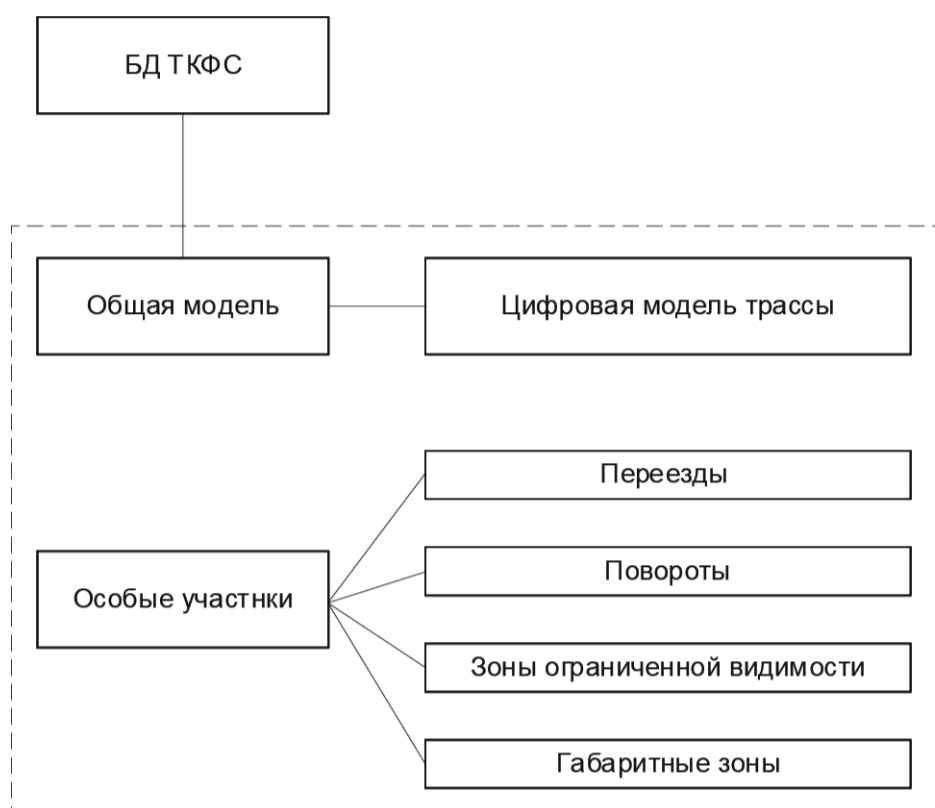 БД ТКФС
Общая модель
Цифровая модель трассы
Переезды
Повороты
Особые участнки
Зоны ограниченной видимости
Габаритные зоны